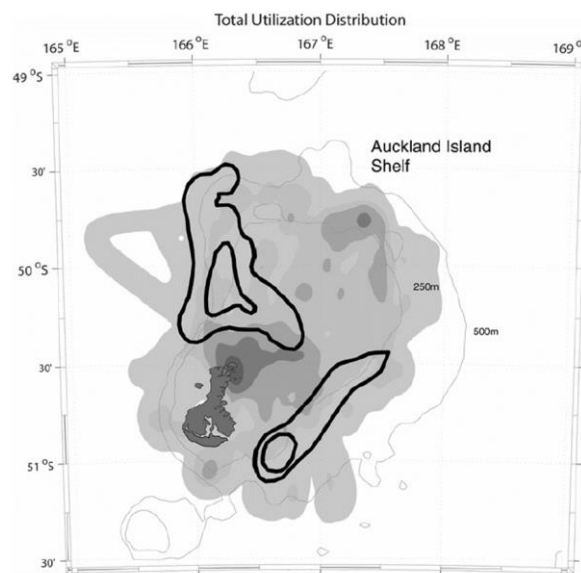 Total Utilization Distribution
165 °E 166 °E 167 °E 168 °E 169 °E
49 °S
Auckland Island
Shelf
30'
50 °S
250m
500m
30'
51 °S
30'